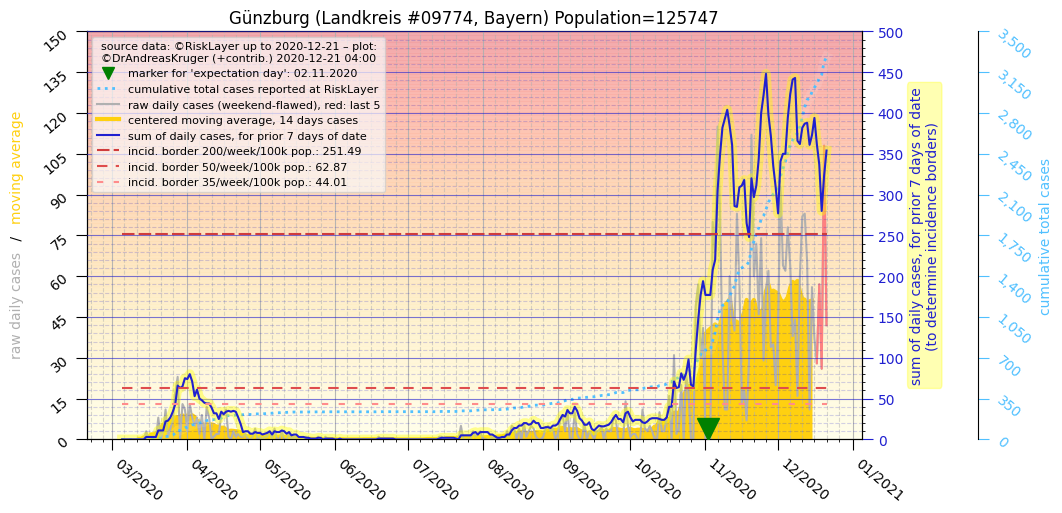 Günzburg (Landkreis #09774, Bayern) Population=125747
source data: ©RiskLayer up to 2020-12-21 – plot:
©DrAndreasKruger (+contrib.) 2020-12-21 04:00
marker for 'expectation day': 02.11.2020
cumulative total cases reported at RiskLayer
raw daily cases (weekend-flawed), red: last 5
centered moving average, 14 days cases
sum of daily cases, for prior 7 days of date
incid. border 200/week/100k pop.: 251.49
incid. border 50/week/100k pop.: 62.87
incid. border 35/week/100k pop.: 44.01
raw daily cases / moving average
150
135
120
105
90
75
60
45
30
15
0
500
450
400
350
300
250
200
150
100
50
0
sum of daily cases, for prior 7 days of date
(to determine incidence borders)
3,500
3,150
2,800
2,450
2,100
1,750
1,400
1,050
700
350
0
cumulative total cases
03/2020
04/2020
05/2020
06/2020
07/2020
08/2020
09/2020
10/2020
11/2020
12/2020
01/2021